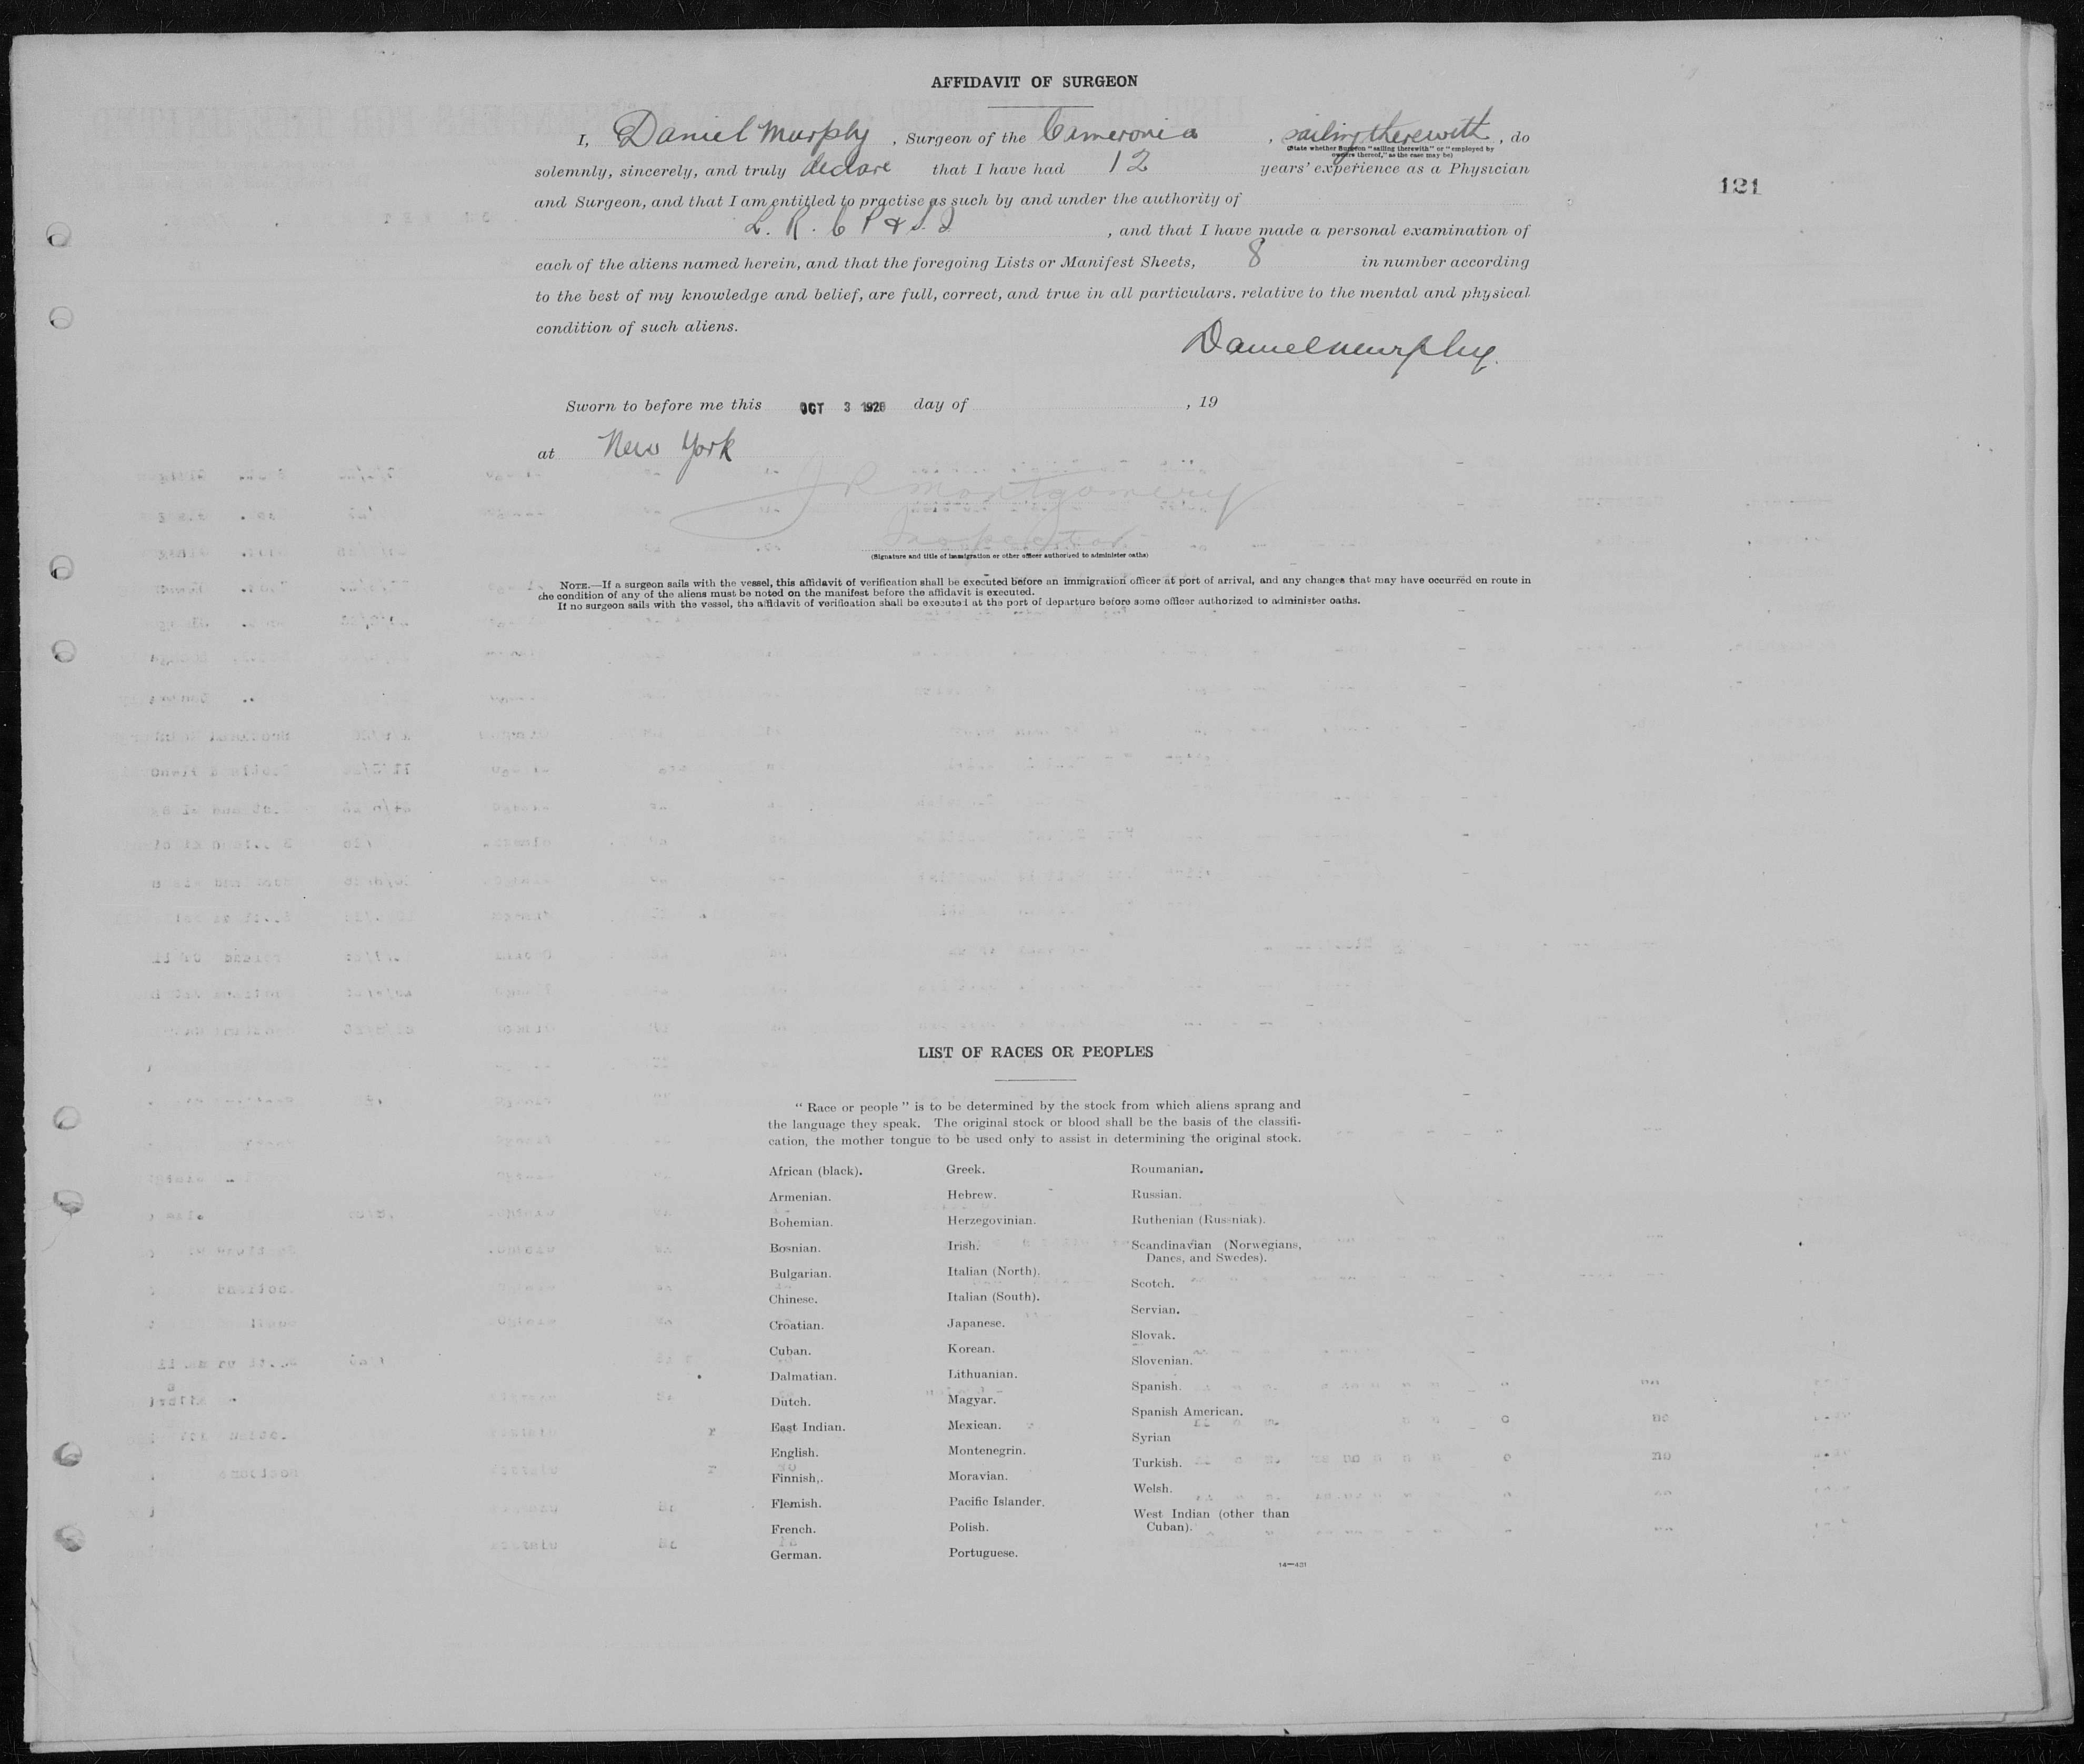 AFFIDAVIT OF SURGEON
I, Daniel Murphy, Surgeon of the Cameronia, sailing therewith, do
(State whether Surgeon "sailing therewith" or "employed by
owners thereof," as the case may be)
solemnly, sincerely, and truly declare that I have had 12 years' experience as a Physician
121
and Surgeon, and that I am entitled to practise as such by and under the authority of
L. R. C P & S. I, and that I have made a personal examination of
each of the aliens named herein, and that the foregoing Lists or Manifest Sheets, 8 in number according
to the best of my knowledge and belief, are full, correct, and true in all particulars. relative to the mental and physical
condition of such aliens.
Daniel Murphy.
Sworn to before me this OCT 3 1926 day of , 19
at New York
J R Montgomery
Inspector
(Signature and title of immigration or other officer authorized to administer oaths)
NOTE.—If a surgeon sails with the vessel, this affidavit of verification shall be executed before an immigration officer at port of arrival, and any changes that may have occurred en route in
the condition of any of the aliens must be noted on the manifest before the affidavit is executed.
If no surgeon sails with the vessel, the affidavit of verification shall be executed at the port of departure before some officer authorized to administer oaths.
LIST OF RACES OR PEOPLES
"Race or people" is to be determined by the stock from which aliens sprang and
the language they speak. The original stock or blood shall be the basis of the classifi-
cation, the mother tongue to be used only to assist in determining the original stock.
African (black).
Armenian.
Bohemian.
Bosnian.
Bulgarian.
Chinese.
Croatian.
Cuban.
Dalmatian.
Dutch.
East Indian.
English.
Finnish.
Flemish.
French.
German.
Greek.
Hebrew.
Herzegovinian.
Irish.
Italian (North).
Italian (South).
Japanese.
Korean.
Lithuanian.
Magyar.
Mexican.
Montenegrin.
Moravian.
Pacific Islander.
Polish.
Portuguese.
Roumanian.
Russian.
Ruthenian (Russniak).
Scandinavian (Norwegians,
Danes, and Swedes).
Scotch.
Servian.
Slovak.
Slovenian.
Spanish.
Spanish American.
Syrian
Turkish.
Welsh.
West Indian (other than
Cuban).
14—421